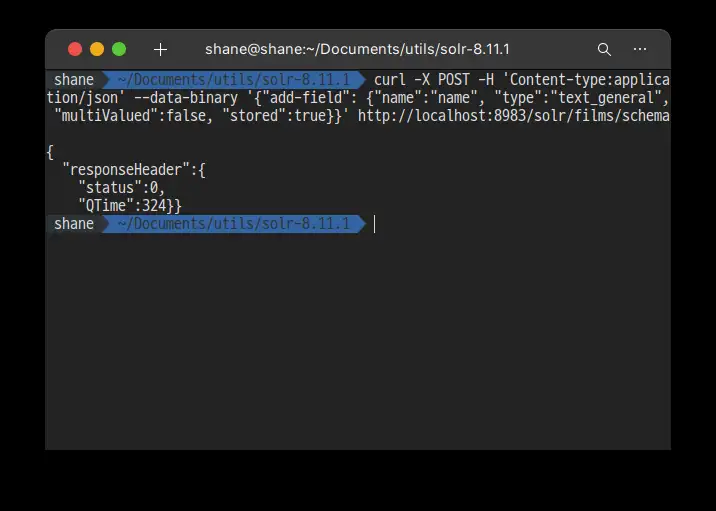 shane@shane:~/Documents/utils/solr-8.11.1
shane ~/Documents/utils/solr-8.11.1 curl -X POST -H 'Content-type:applica
tion/json' --data-binary '{"add-field": {"name":"name", "type":"text_general",
"multiValued":false, "stored":true}}' http://localhost:8983/solr/films/schema
{
"responseHeader":{
"status":0,
"QTime":324}}
shane ~/Documents/utils/solr-8.11.1